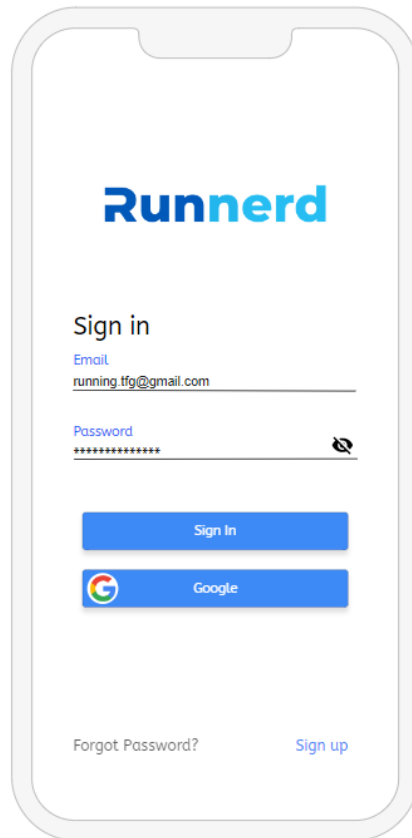 Runnerd
Sign in
Email
running.tfg@gmail.com
Password
**************
Sign In
Google
Forgot Password? Sign up